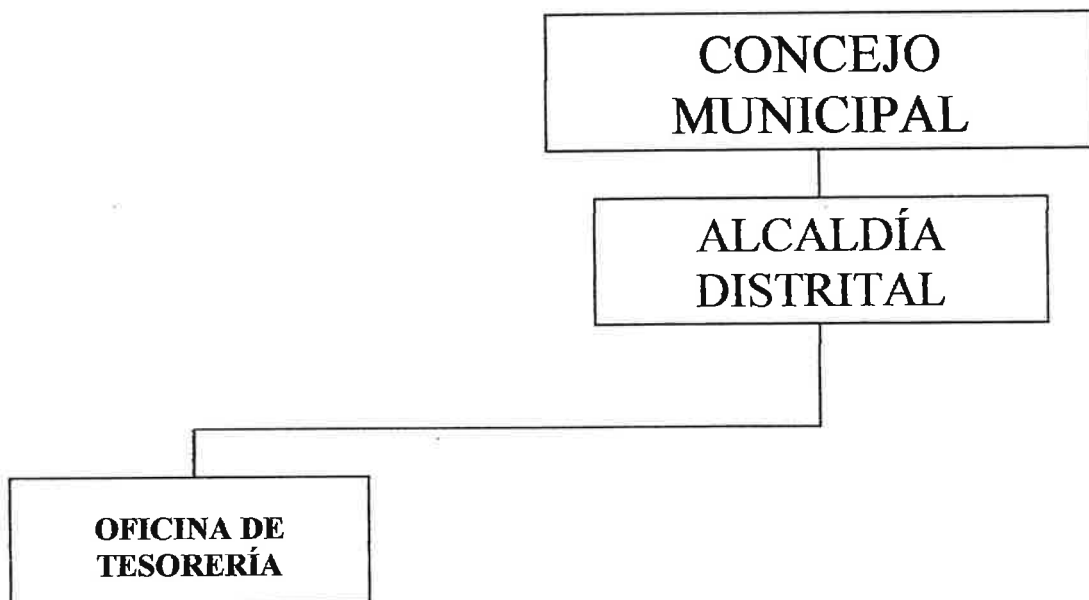 CONCEJO
MUNICIPAL
ALCALDÍA
DISTRITAL
OFICINA DE
TESORERÍA